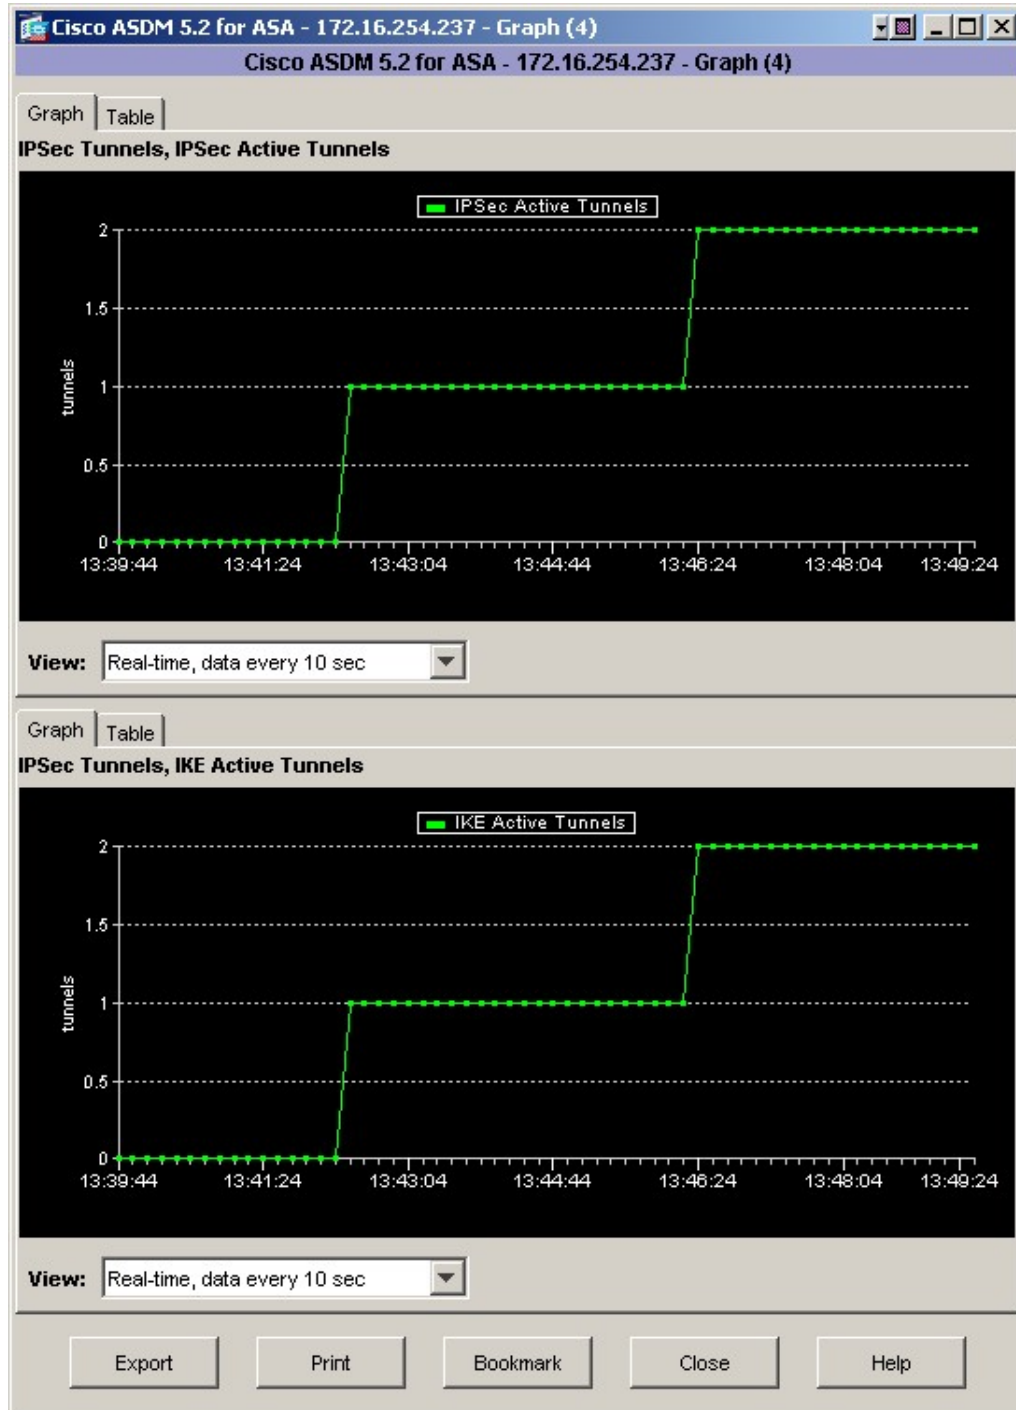 Cisco ASDM 5.2 for ASA - 172.16.254.237 - Graph (4)
Cisco ASDM 5.2 for ASA - 172.16.254.237 - Graph (4)
Graph Table
IPSec Tunnels, IPSec Active Tunnels
IPSec Active Tunnels
2
1.5
tunnels
1
0.5
0
13:39:44 13:41:24 13:43:04 13:44:44 13:46:24 13:48:04 13:49:24
View: Real-time, data every 10 sec
Graph Table
IPSec Tunnels, IKE Active Tunnels
IKE Active Tunnels
2
1.5
tunnels
1
0.5
0
13:39:44 13:41:24 13:43:04 13:44:44 13:46:24 13:48:04 13:49:24
View: Real-time, data every 10 sec
Export Print Bookmark Close Help